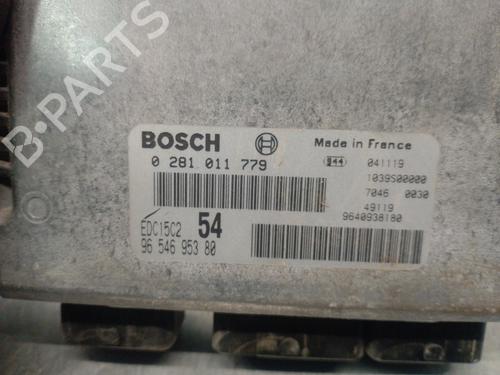 B-PARTS
BOSCH
Made in France
0 281 011 779
944
041119
1039S00000
7046 0030
49119
9640938180
EDC15C2 54
96 546 953 80